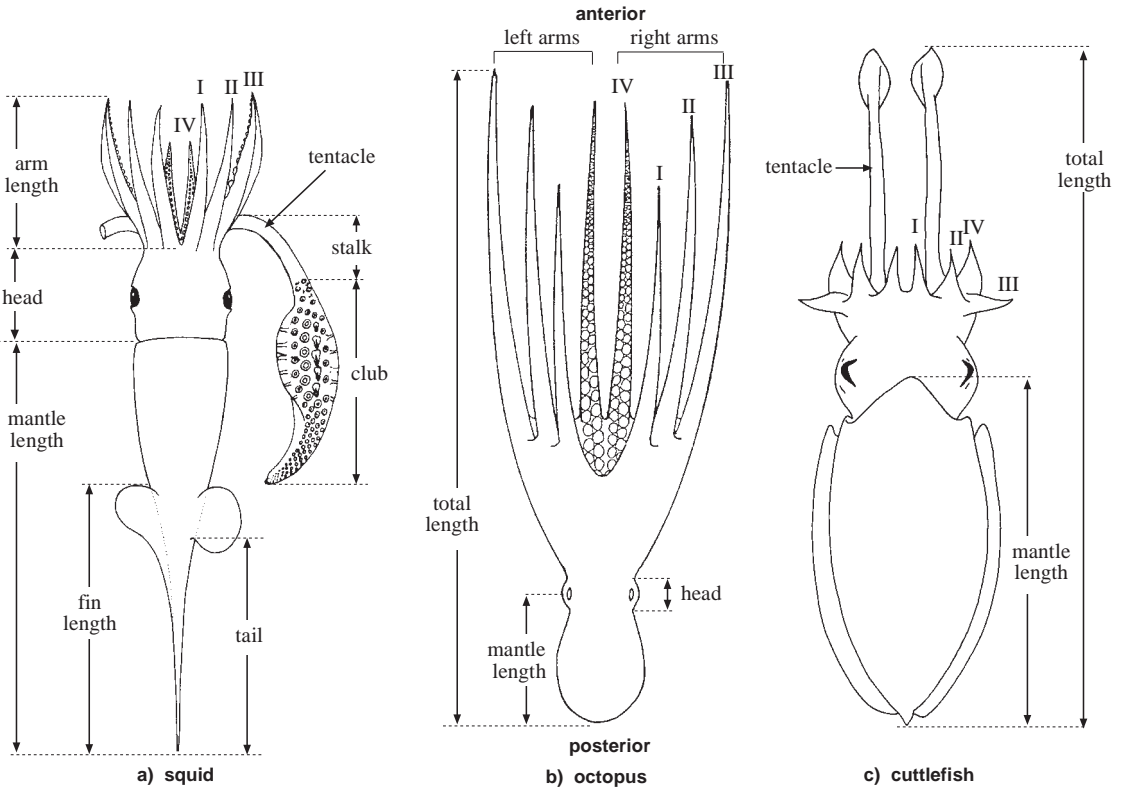 anterior
left arms
right arms
I
II
III
IV
arm
length
tentacle
stalk
head
club
mantle
length
fin
length
tail
a) squid
IV
III
II
I
total
length
head
mantle
length
posterior
b) octopus
tentacle
total
length
I
II
IV
III
mantle
length
c) cuttlefish